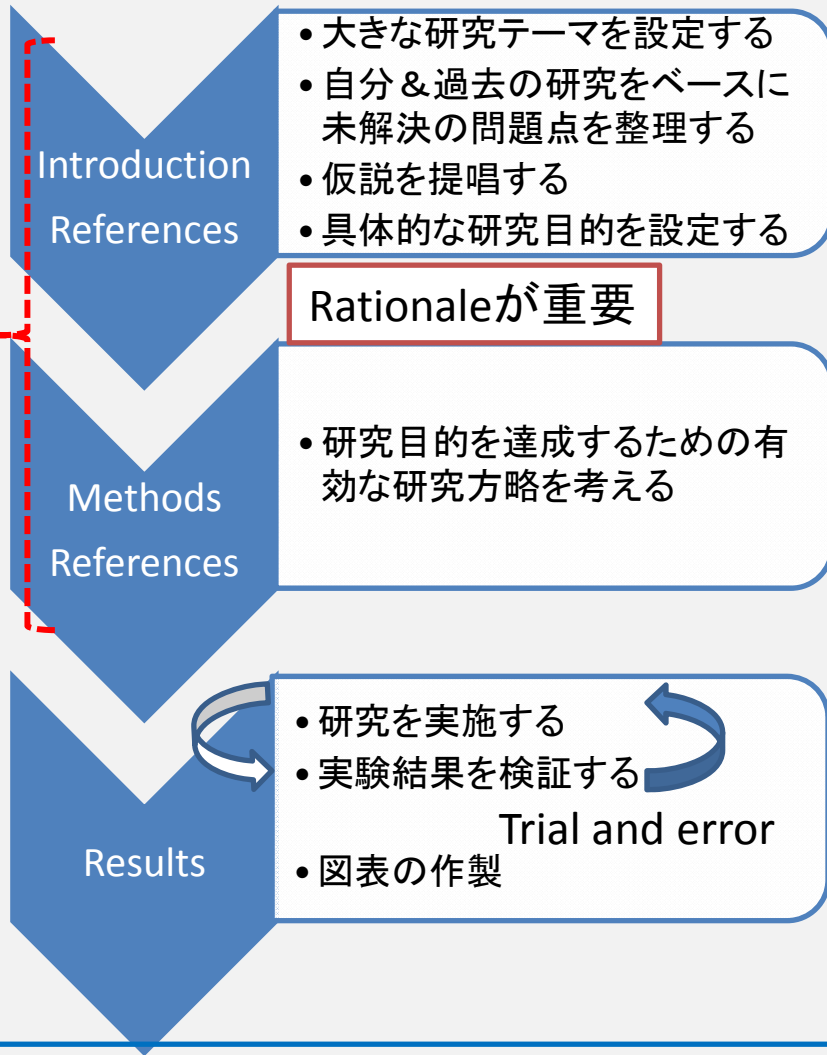 Introduction
References
• 大きな研究テーマを設定する
• 自分＆過去の研究をベースに
未解決の問題点を整理する
• 仮説を提唱する
• 具体的な研究目的を設定する
Rationaleが重要
Methods
References
• 研究目的を達成するための有
効な研究方略を考える
Results
• 研究を実施する
• 実験結果を検証する
Trial and error
• 図表の作製